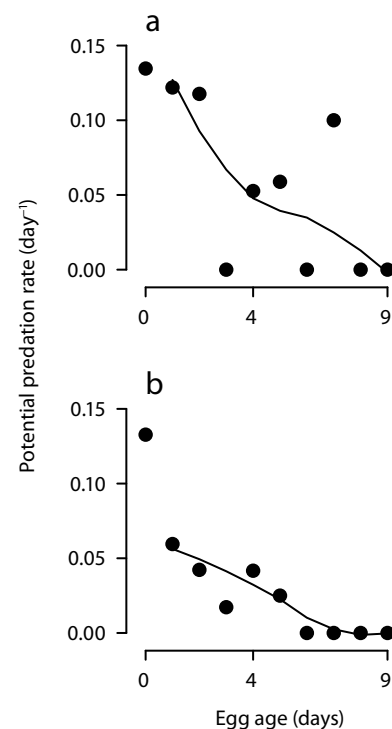 a
0.15
0.10
0.05
0.00
0 4 9
Potential predation rate (day⁻¹)
b
0.15
0.10
0.05
0.00
0 4 9
Egg age (days)